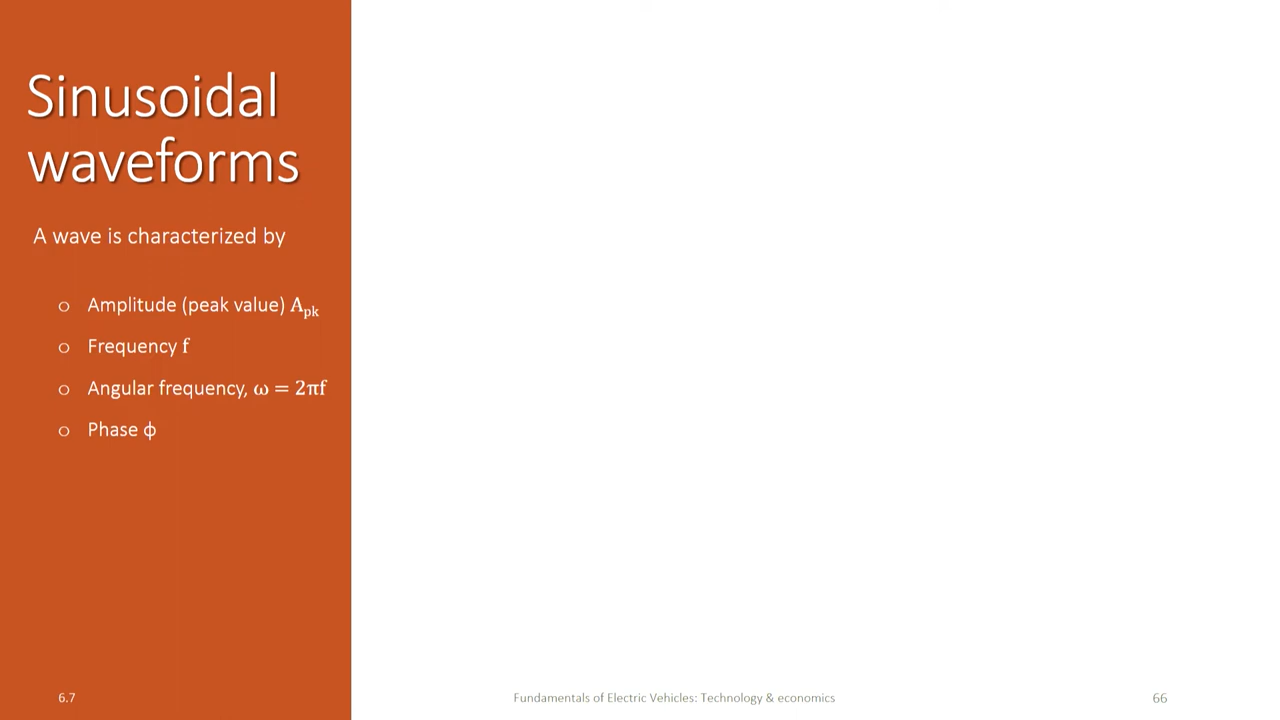 Sinusoidal
waveforms
A wave is characterized by
o Amplitude (peak value) Apk
o Frequency f
o Angular frequency, ω = 2πf
o Phase ϕ
6.7
Fundamentals of Electric Vehicles: Technology & economics
66